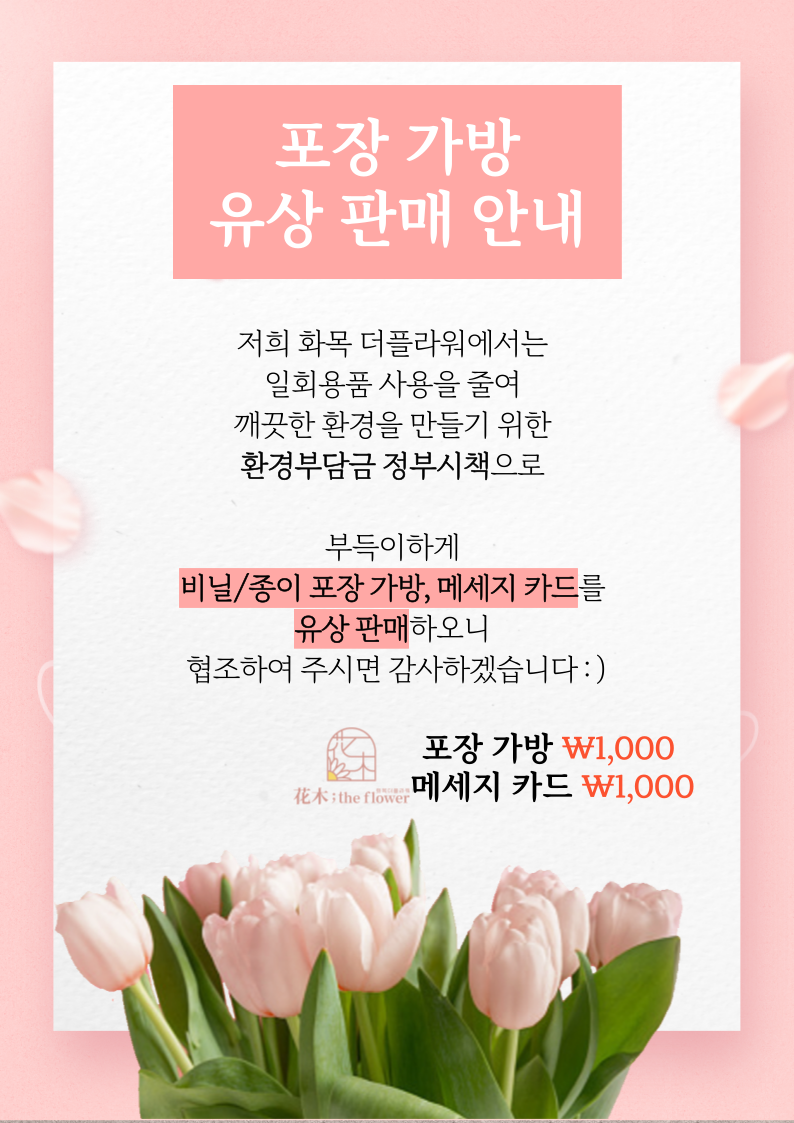 포장 가방
유상 판매 안내
저희 화목 더플라워에서는
일회용품 사용을 줄여
깨끗한 환경을 만들기 위한
환경부담금 정부시책으로
부득이하게
비닐/종이 포장 가방, 메세지 카드를
유상 판매하오니
협조하여 주시면 감사하겠습니다 : )
포장 가방 ₩1,000
메세지 카드 ₩1,000
花木
花木 ; the flower